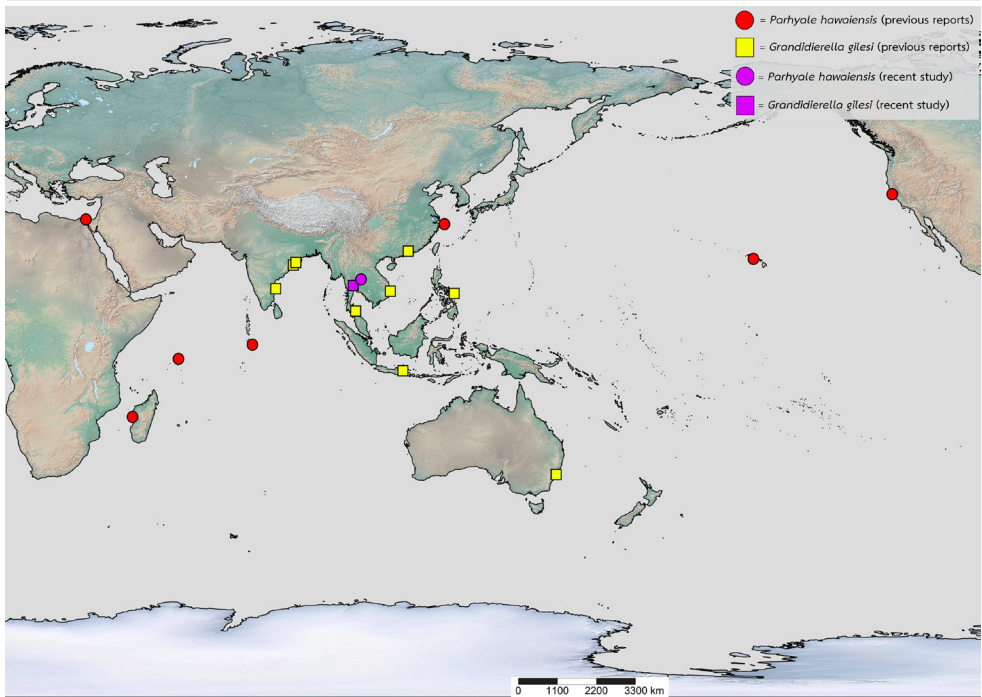 = Parhyale hawaiensis (previous reports)
= Grandidierella gilesi (previous reports)
= Parhyale hawaiensis (recent study)
= Grandidierella gilesi (recent study)
0 1100 2200 3300 km